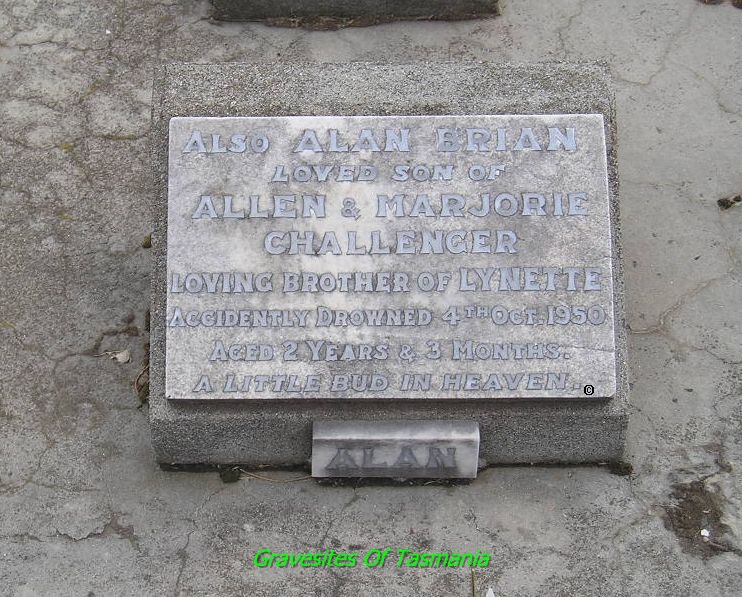 ALSO ALAN BRIAN
LOVED SON OF
ALLEN & MARJORIE
CHALLENGER
LOVING BROTHER OF LYNETTE
ACCIDENTLY DROWNED 4TH OCT. 1950
AGED 2 YEARS & 3 MONTHS.
A LITTLE BUD IN HEAVEN. ©
ALAN
Gravesites Of Tasmania